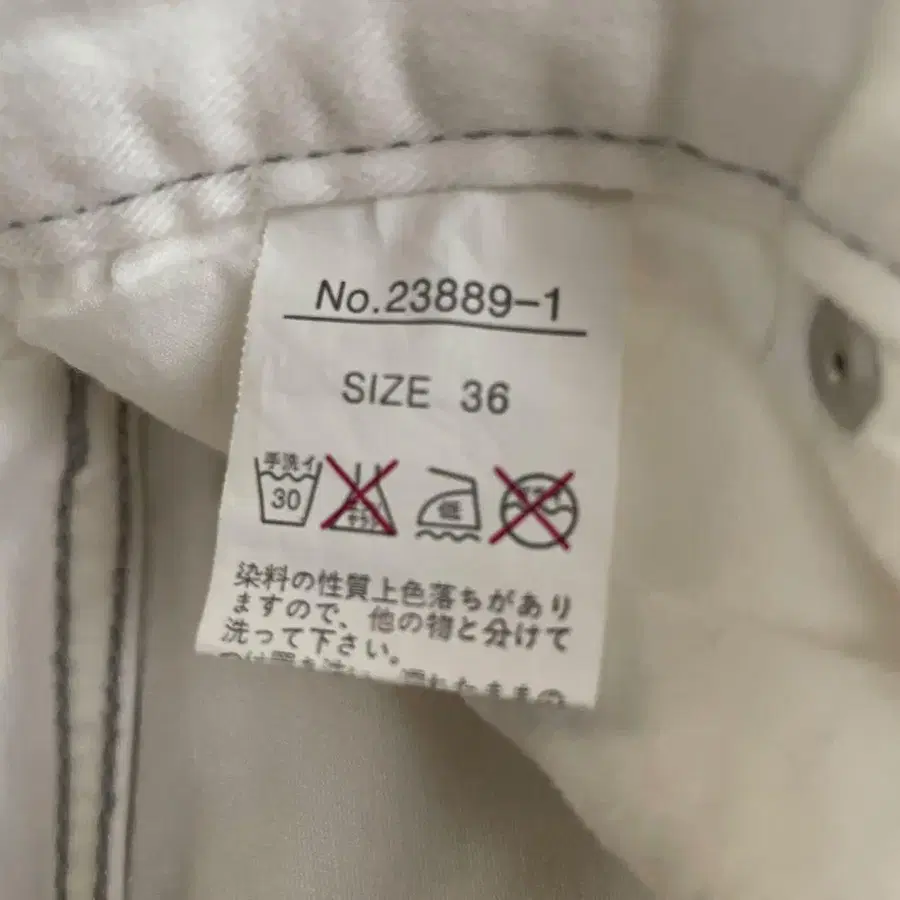 No.23889-1
SIZE 36
手洗イ
30
低
染料の性質上色落ちがあり
ますので、他の物と分けて
洗って下さい。